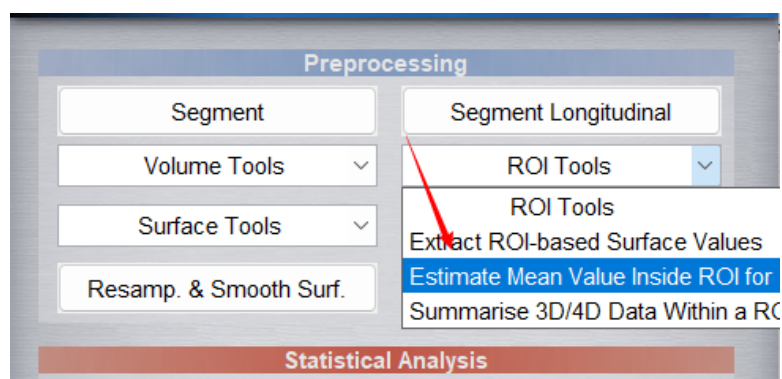 Preprocessing
Segment
Segment Longitudinal
Volume Tools
ROI Tools
Surface Tools
ROI Tools
Extract ROI-based Surface Values
Estimate Mean Value Inside ROI for
Resamp. & Smooth Surf.
Summarise 3D/4D Data Within a RO
Statistical Analysis